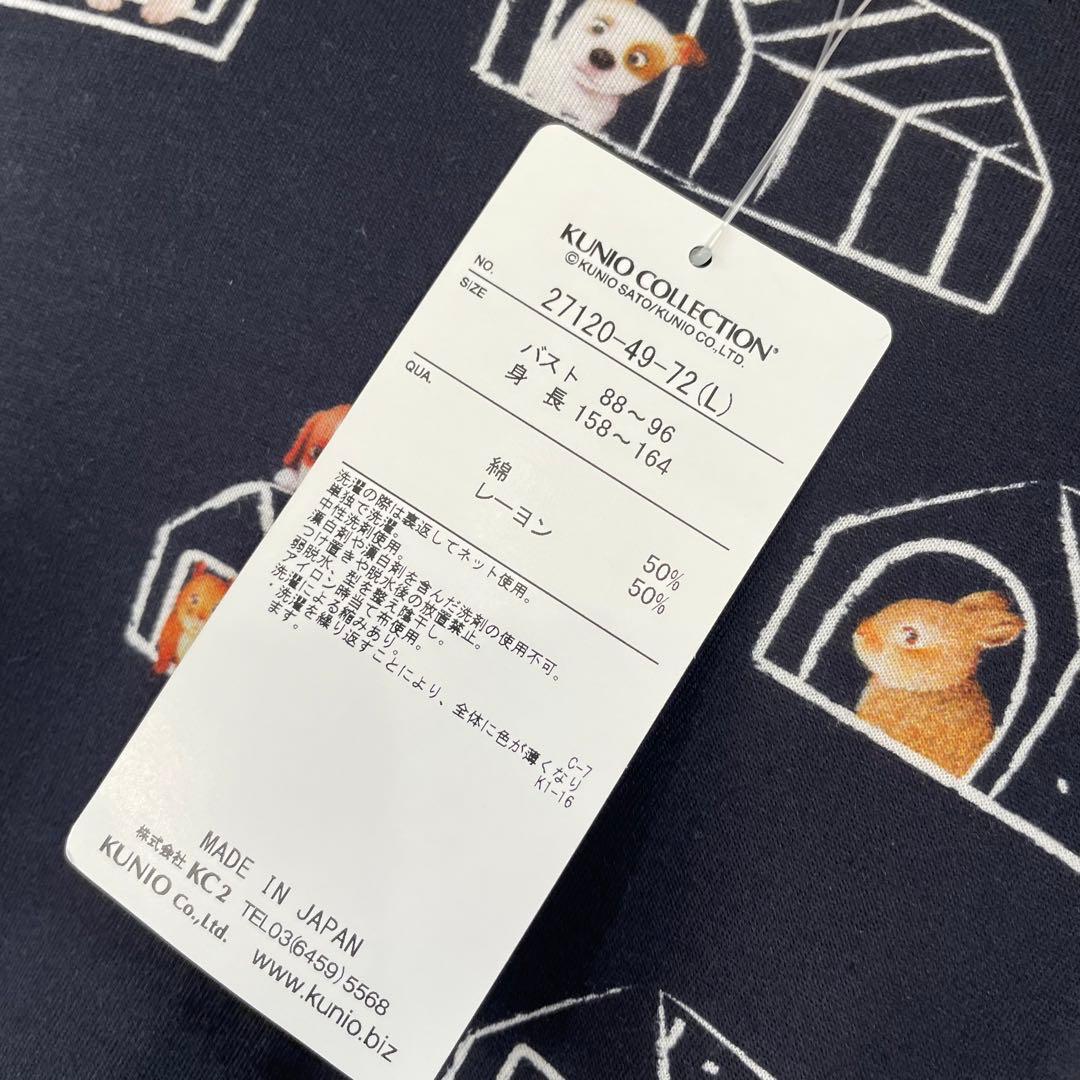 KUNIO COLLECTION®
©KUNIO SATO/KUNIO CO.,LTD.
NO. 27120-49-72(L)
SIZE バスト 88～96
身 長 158～164
QUA. 綿 50%
レーヨン 50%
洗濯の際は裏返してネット使用。
単独で洗濯。
中性洗剤使用。
漂白剤や漂白剤を含んだ洗剤の使用不可。
つけ置きや脱水後の放置禁止。
弱脱水、型を整え陰干し。
アイロン時当て布使用。
・洗濯による縮みあり。
・洗濯を繰り返すことにより、全体に色が薄くなり
ます。
C-7
K1-16
MADE IN JAPAN
株式会社 KC2 TEL03(6459)5568
KUNIO Co.,Ltd. www.kunio.biz